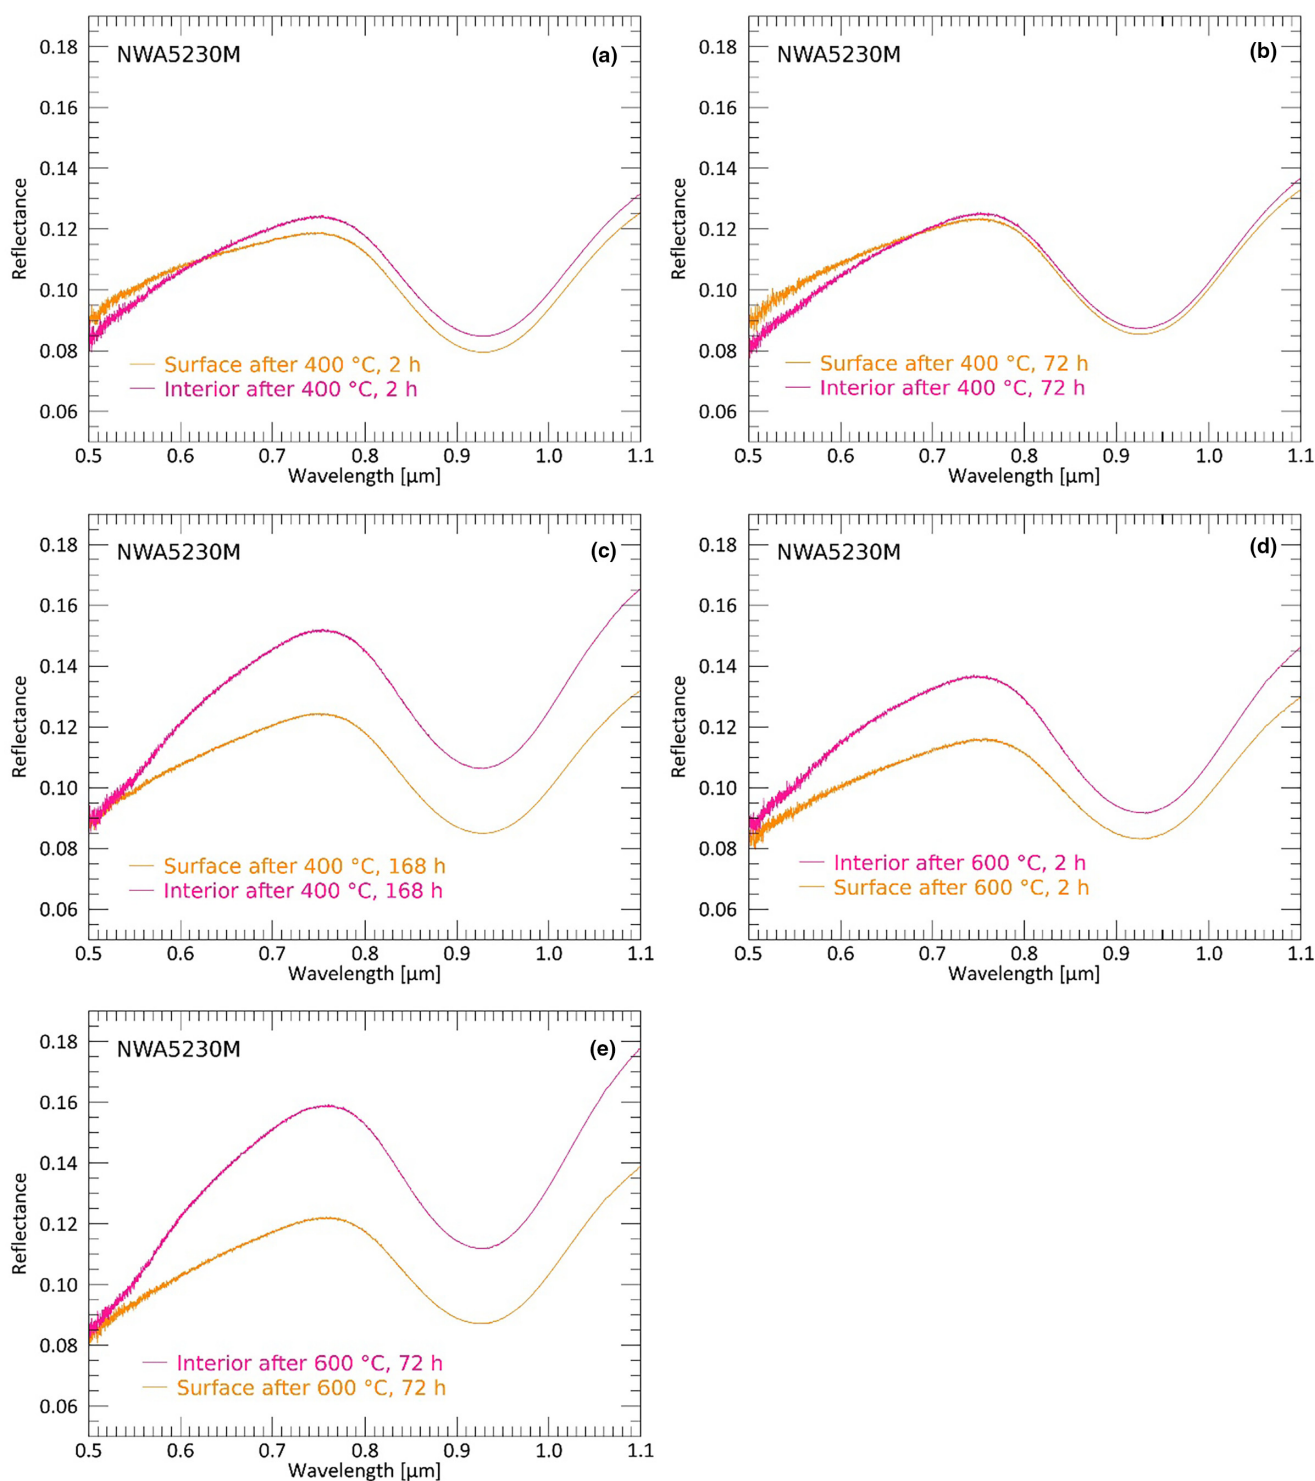 NWA5230M
(a)
0.18
0.16
0.14
0.12
0.10
0.08
0.06
Reflectance
Surface after 400 °C, 2 h
Interior after 400 °C, 2 h
0.5 0.6 0.7 0.8 0.9 1.0 1.1
Wavelength [µm]
NWA5230M
(b)
0.18
0.16
0.14
0.12
0.10
0.08
0.06
Reflectance
Surface after 400 °C, 72 h
Interior after 400 °C, 72 h
0.5 0.6 0.7 0.8 0.9 1.0 1.1
Wavelength [µm]
NWA5230M
(c)
0.18
0.16
0.14
0.12
0.10
0.08
0.06
Reflectance
Surface after 400 °C, 168 h
Interior after 400 °C, 168 h
0.5 0.6 0.7 0.8 0.9 1.0 1.1
Wavelength [µm]
NWA5230M
(d)
0.18
0.16
0.14
0.12
0.10
0.08
0.06
Reflectance
Interior after 600 °C, 2 h
Surface after 600 °C, 2 h
0.5 0.6 0.7 0.8 0.9 1.0 1.1
Wavelength [µm]
NWA5230M
(e)
0.18
0.16
0.14
0.12
0.10
0.08
0.06
Reflectance
Interior after 600 °C, 72 h
Surface after 600 °C, 72 h
0.5 0.6 0.7 0.8 0.9 1.0 1.1
Wavelength [µm]